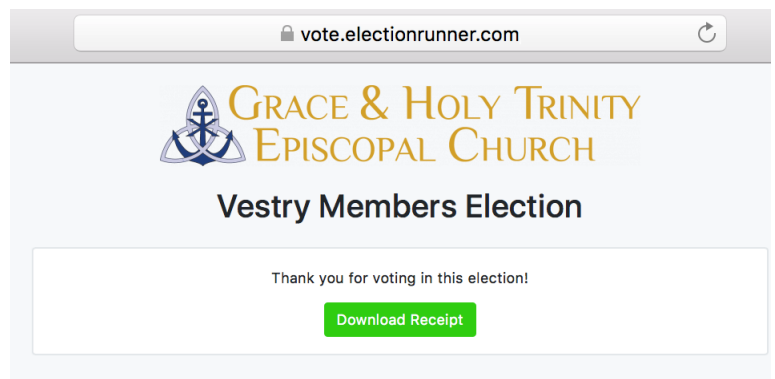 vote.electionrunner.com
GRACE & HOLY TRINITY
EPISCOPAL CHURCH
Vestry Members Election
Thank you for voting in this election!
Download Receipt